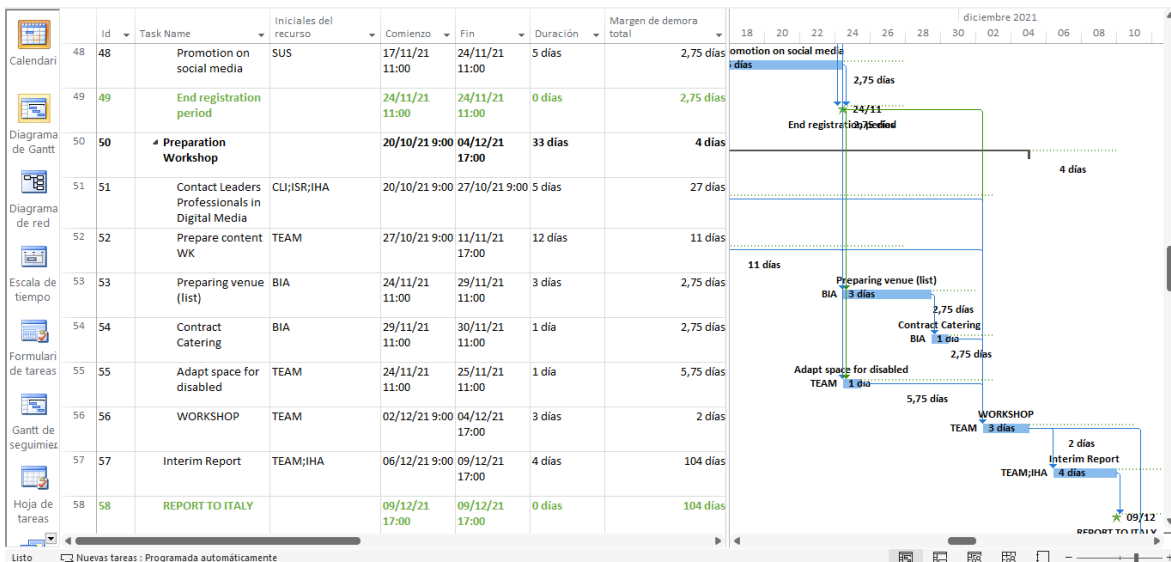 diciembre 2021
Iniciales del
Margen de demora
Id Task Name recurso Comienzo Fin Duración total
18 20 22 24 26 28 30 02 04 06 08 10
Calendari
Diagrama
de Gantt
Diagrama
de red
Escala de
tiempo
Formulari
de tareas
Gantt de
seguimie
Hoja de
tareas
48 48 Promotion on SUS 17/11/21 24/11/21 5 días 2,75 días
social media 11:00 11:00
49 49 End registration 24/11/21 24/11/21 0 días 2,75 días
period 11:00 11:00
50 50 Preparation 20/10/21 9:00 04/12/21 33 días 4 días
Workshop 17:00
51 51 Contact Leaders CLI;ISR;IHA 20/10/21 9:00 27/10/21 9:00 5 días 27 días
Professionals in
Digital Media
52 52 Prepare content TEAM 27/10/21 9:00 11/11/21 12 días 11 días
WK 17:00
53 53 Preparing venue BIA 24/11/21 29/11/21 3 días 2,75 días
(list) 11:00 11:00
54 54 Contract BIA 29/11/21 30/11/21 1 día 2,75 días
Catering 11:00 11:00
55 55 Adapt space for TEAM 24/11/21 25/11/21 1 día 5,75 días
disabled 11:00 11:00
56 56 WORKSHOP TEAM 02/12/21 9:00 04/12/21 3 días 2 días
17:00
57 57 Interim Report TEAM;IHA 06/12/21 9:00 09/12/21 4 días 104 días
17:00
58 58 REPORT TO ITALY 09/12/21 09/12/21 0 días 104 días
17:00 17:00
omotion on social media
días
2,75 días
24/11
End registration period
2,75 días
4 días
11 días
Preparing venue (list)
BIA 3 días
2,75 días
Contract Catering
BIA 1 día
2,75 días
Adapt space for disabled
TEAM 1 día
5,75 días
WORKSHOP
TEAM 3 días
2 días
Interim Report
TEAM;IHA 4 días
09/12
REPORT TO ITALY
Listo Nuevas tareas : Programada automáticamente